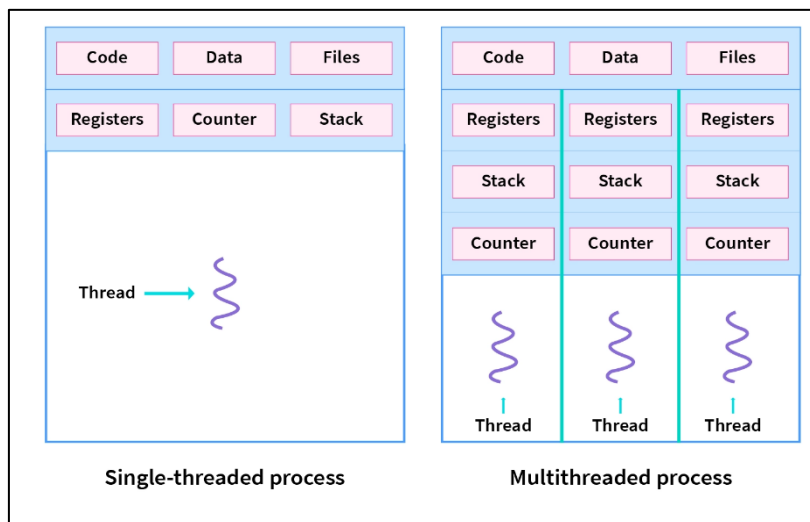 Code Data Files
Registers Counter Stack
Thread
Single-threaded process
Code Data Files
Registers Registers Registers
Stack Stack Stack
Counter Counter Counter
Thread Thread Thread
Multithreaded process